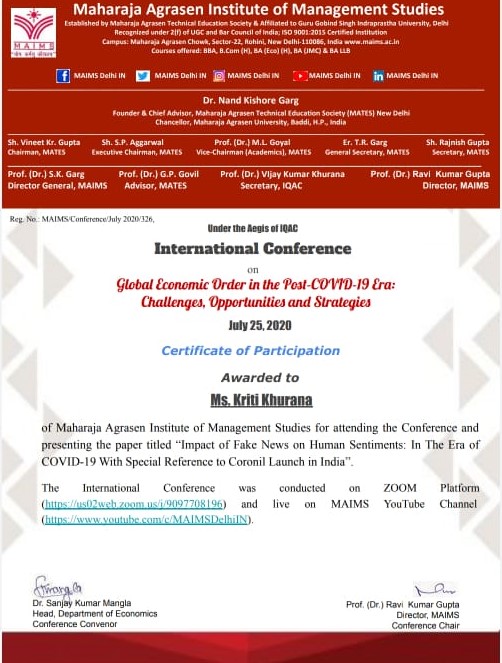 Maharaja Agrasen Institute of Management Studies
Established by Maharaja Agrasen Technical Education Society & Affiliated to Guru Gobind Singh Indraprastha University, Delhi
Recognized under 2(f) of UGC and Bar Council of India; ISO 9001:2015 Certified Institution
Campus: Maharaja Agrasen Chowk, Sector-22, Rohini, New Delhi-110086, India www.maims.ac.in
Courses offered: BBA, B.Com (H), BA (Eco) (H), BA (JMC) & BA LLB
MAIMS
MAIMS Delhi IN MAIMS Delhi IN MAIMS Delhi IN MAIMS Delhi IN MAIMS Delhi IN
Dr. Nand Kishore Garg
Founder & Chief Advisor, Maharaja Agrasen Technical Education Society (MATES) New Delhi
Chancellor, Maharaja Agrasen University, Baddi, H.P., India
Sh. Vineet Kr. Gupta Sh. S.P. Aggarwal Prof. (Dr.) M.L. Goyal Er. T.R. Garg Sh. Rajnish Gupta
Chairman, MATES Executive Chairman, MATES Vice-Chairman (Academics), MATES General Secretary, MATES Secretary, MATES
Prof. (Dr.) S.K. Garg Prof. (Dr.) G.P. Govil Prof. (Dr.) Vijay Kumar Khurana Prof. (Dr.) Ravi Kumar Gupta
Director General, MAIMS Advisor, MATES Secretary, IQAC Director, MAIMS
Reg. No.: MAIMS/Conference/July 2020/326,
Under the Aegis of IQAC
International Conference
on
Global Economic Order in the Post-COVID-19 Era:
Challenges, Opportunities and Strategies
July 25, 2020
Certificate of Participation
Awarded to
Ms. Kriti Khurana
of Maharaja Agrasen Institute of Management Studies for attending the Conference and
presenting the paper titled “Impact of Fake News on Human Sentiments: In The Era of
COVID-19 With Special Reference to Coronil Launch in India”.
The International Conference was conducted on ZOOM Platform
(https://us02web.zoom.us/j/9097708196) and live on MAIMS YouTube Channel
(https://www.youtube.com/c/MAIMSDelhiIN).
Dr. Sanjay Kumar Mangla Prof. (Dr.) Ravi Kumar Gupta
Head, Department of Economics Director, MAIMS
Conference Convenor Conference Chair